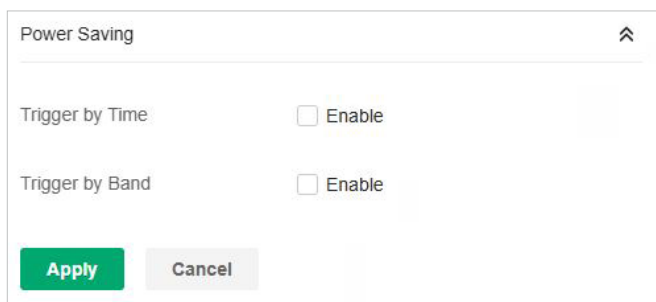 Power Saving
Trigger by Time Enable
Trigger by Band Enable
Apply Cancel